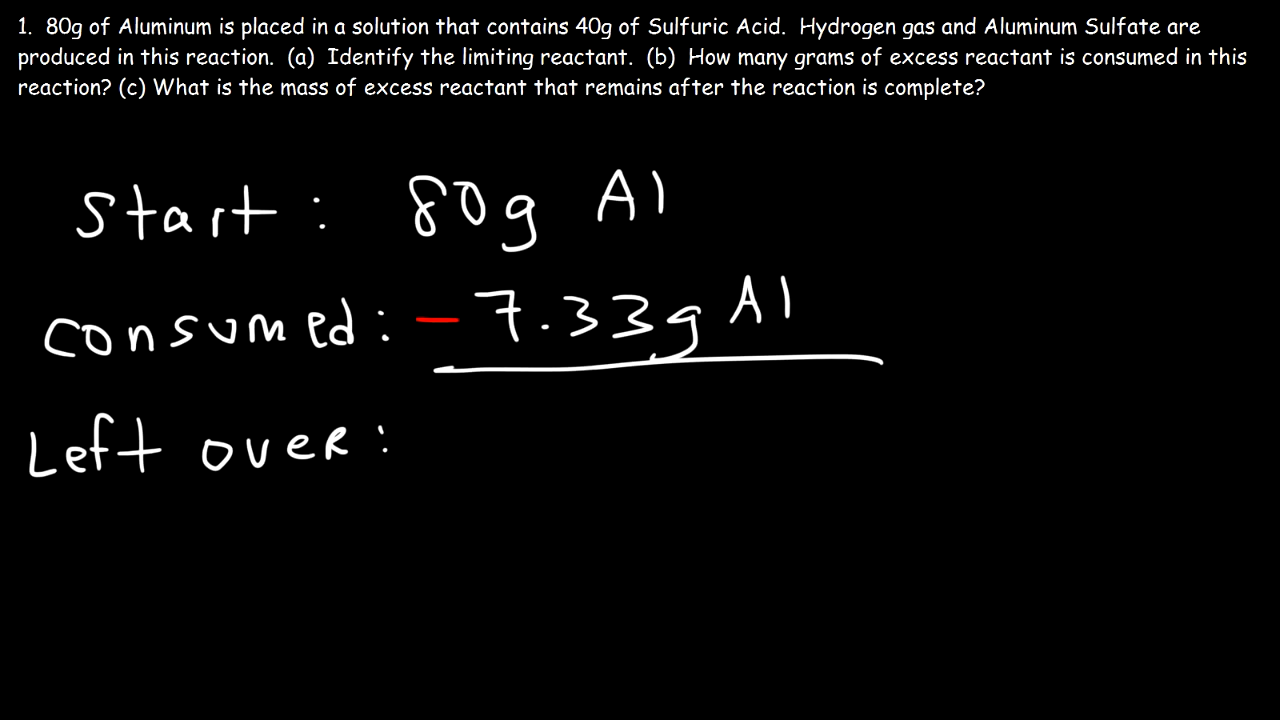 1. 80g of Aluminum is placed in a solution that contains 40g of Sulfuric Acid. Hydrogen gas and Aluminum Sulfate are
produced in this reaction. (a) Identify the limiting reactant. (b) How many grams of excess reactant is consumed in this
reaction? (c) What is the mass of excess reactant that remains after the reaction is complete?
Start: 80g Al
Consumed: - 7.33g Al
Left over: